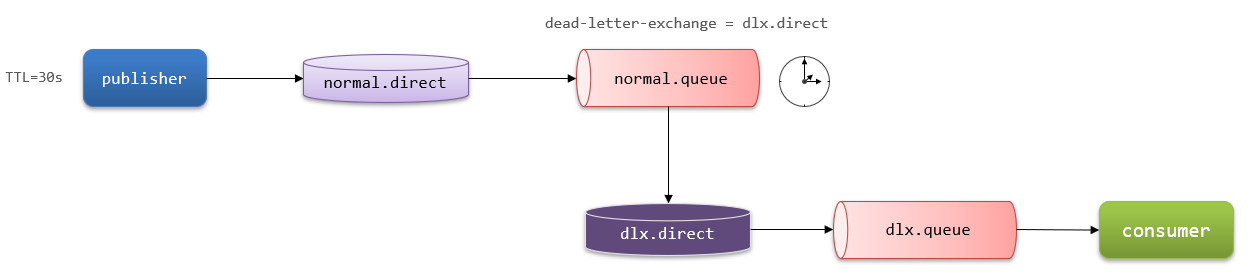 dead-letter-exchange = dlx.direct
TTL=30s
publisher
normal.direct
normal.queue
dlx.direct
dlx.queue
consumer